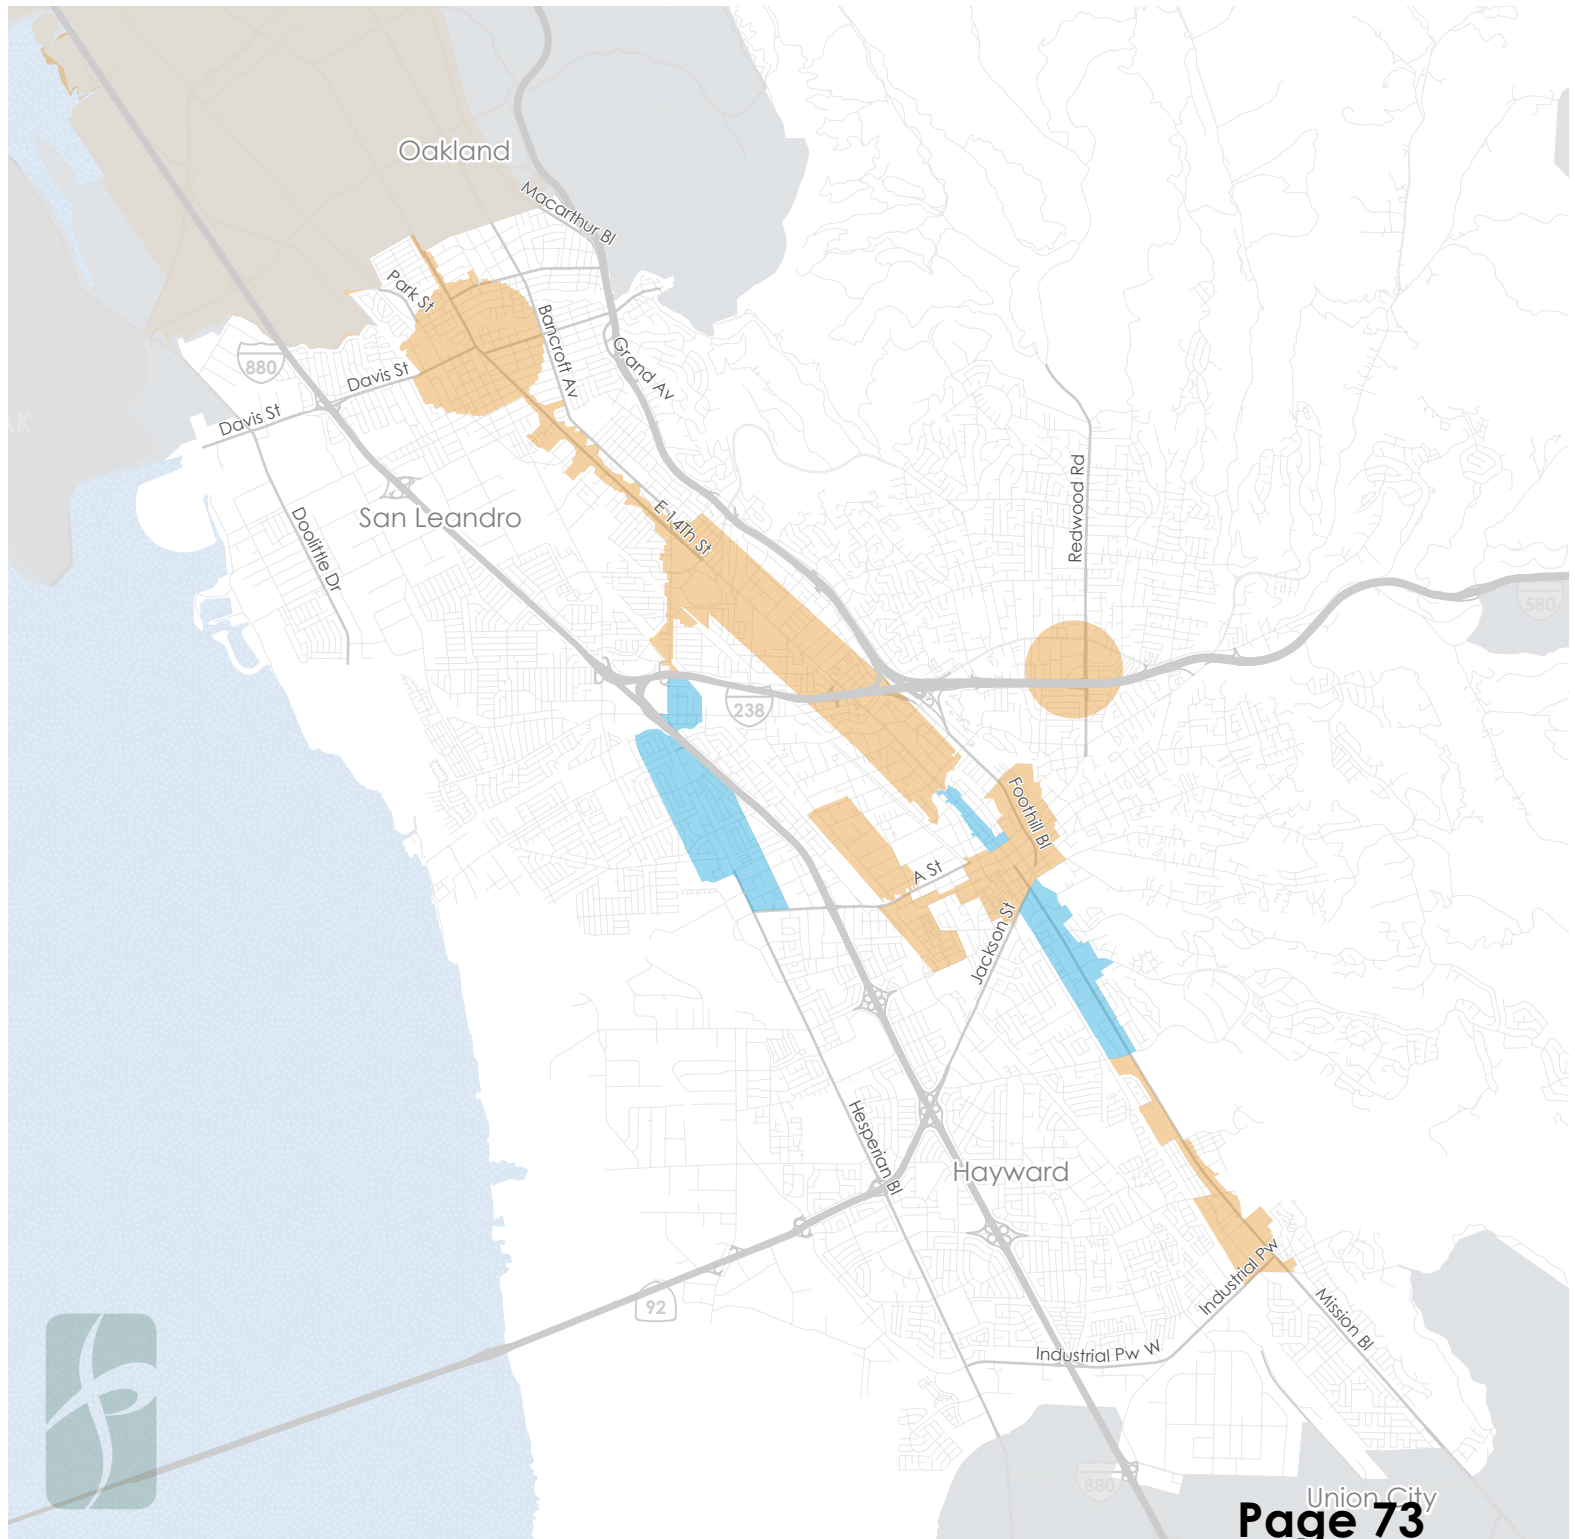 Oakland
Macarthur Bl
Park St
Bancroft Av
Grand Av
880
Davis St
Davis St
AK
Redwood Rd
E 14Th St
San Leandro
Doolittle Dr
580
238
Foothill Bl
A St
Jackson St
Hesperian Bl
Hayward
Industrial Pw
92
Mission Bl
Industrial Pw W
880
Union City
Page 73